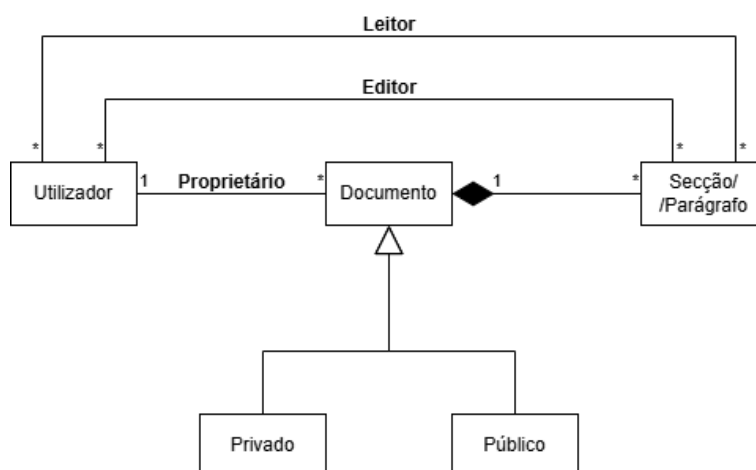 Leitor
Editor
* * * *
1 Proprietário * 1 *
Utilizador Documento Secção/
/Parágrafo
Privado Público